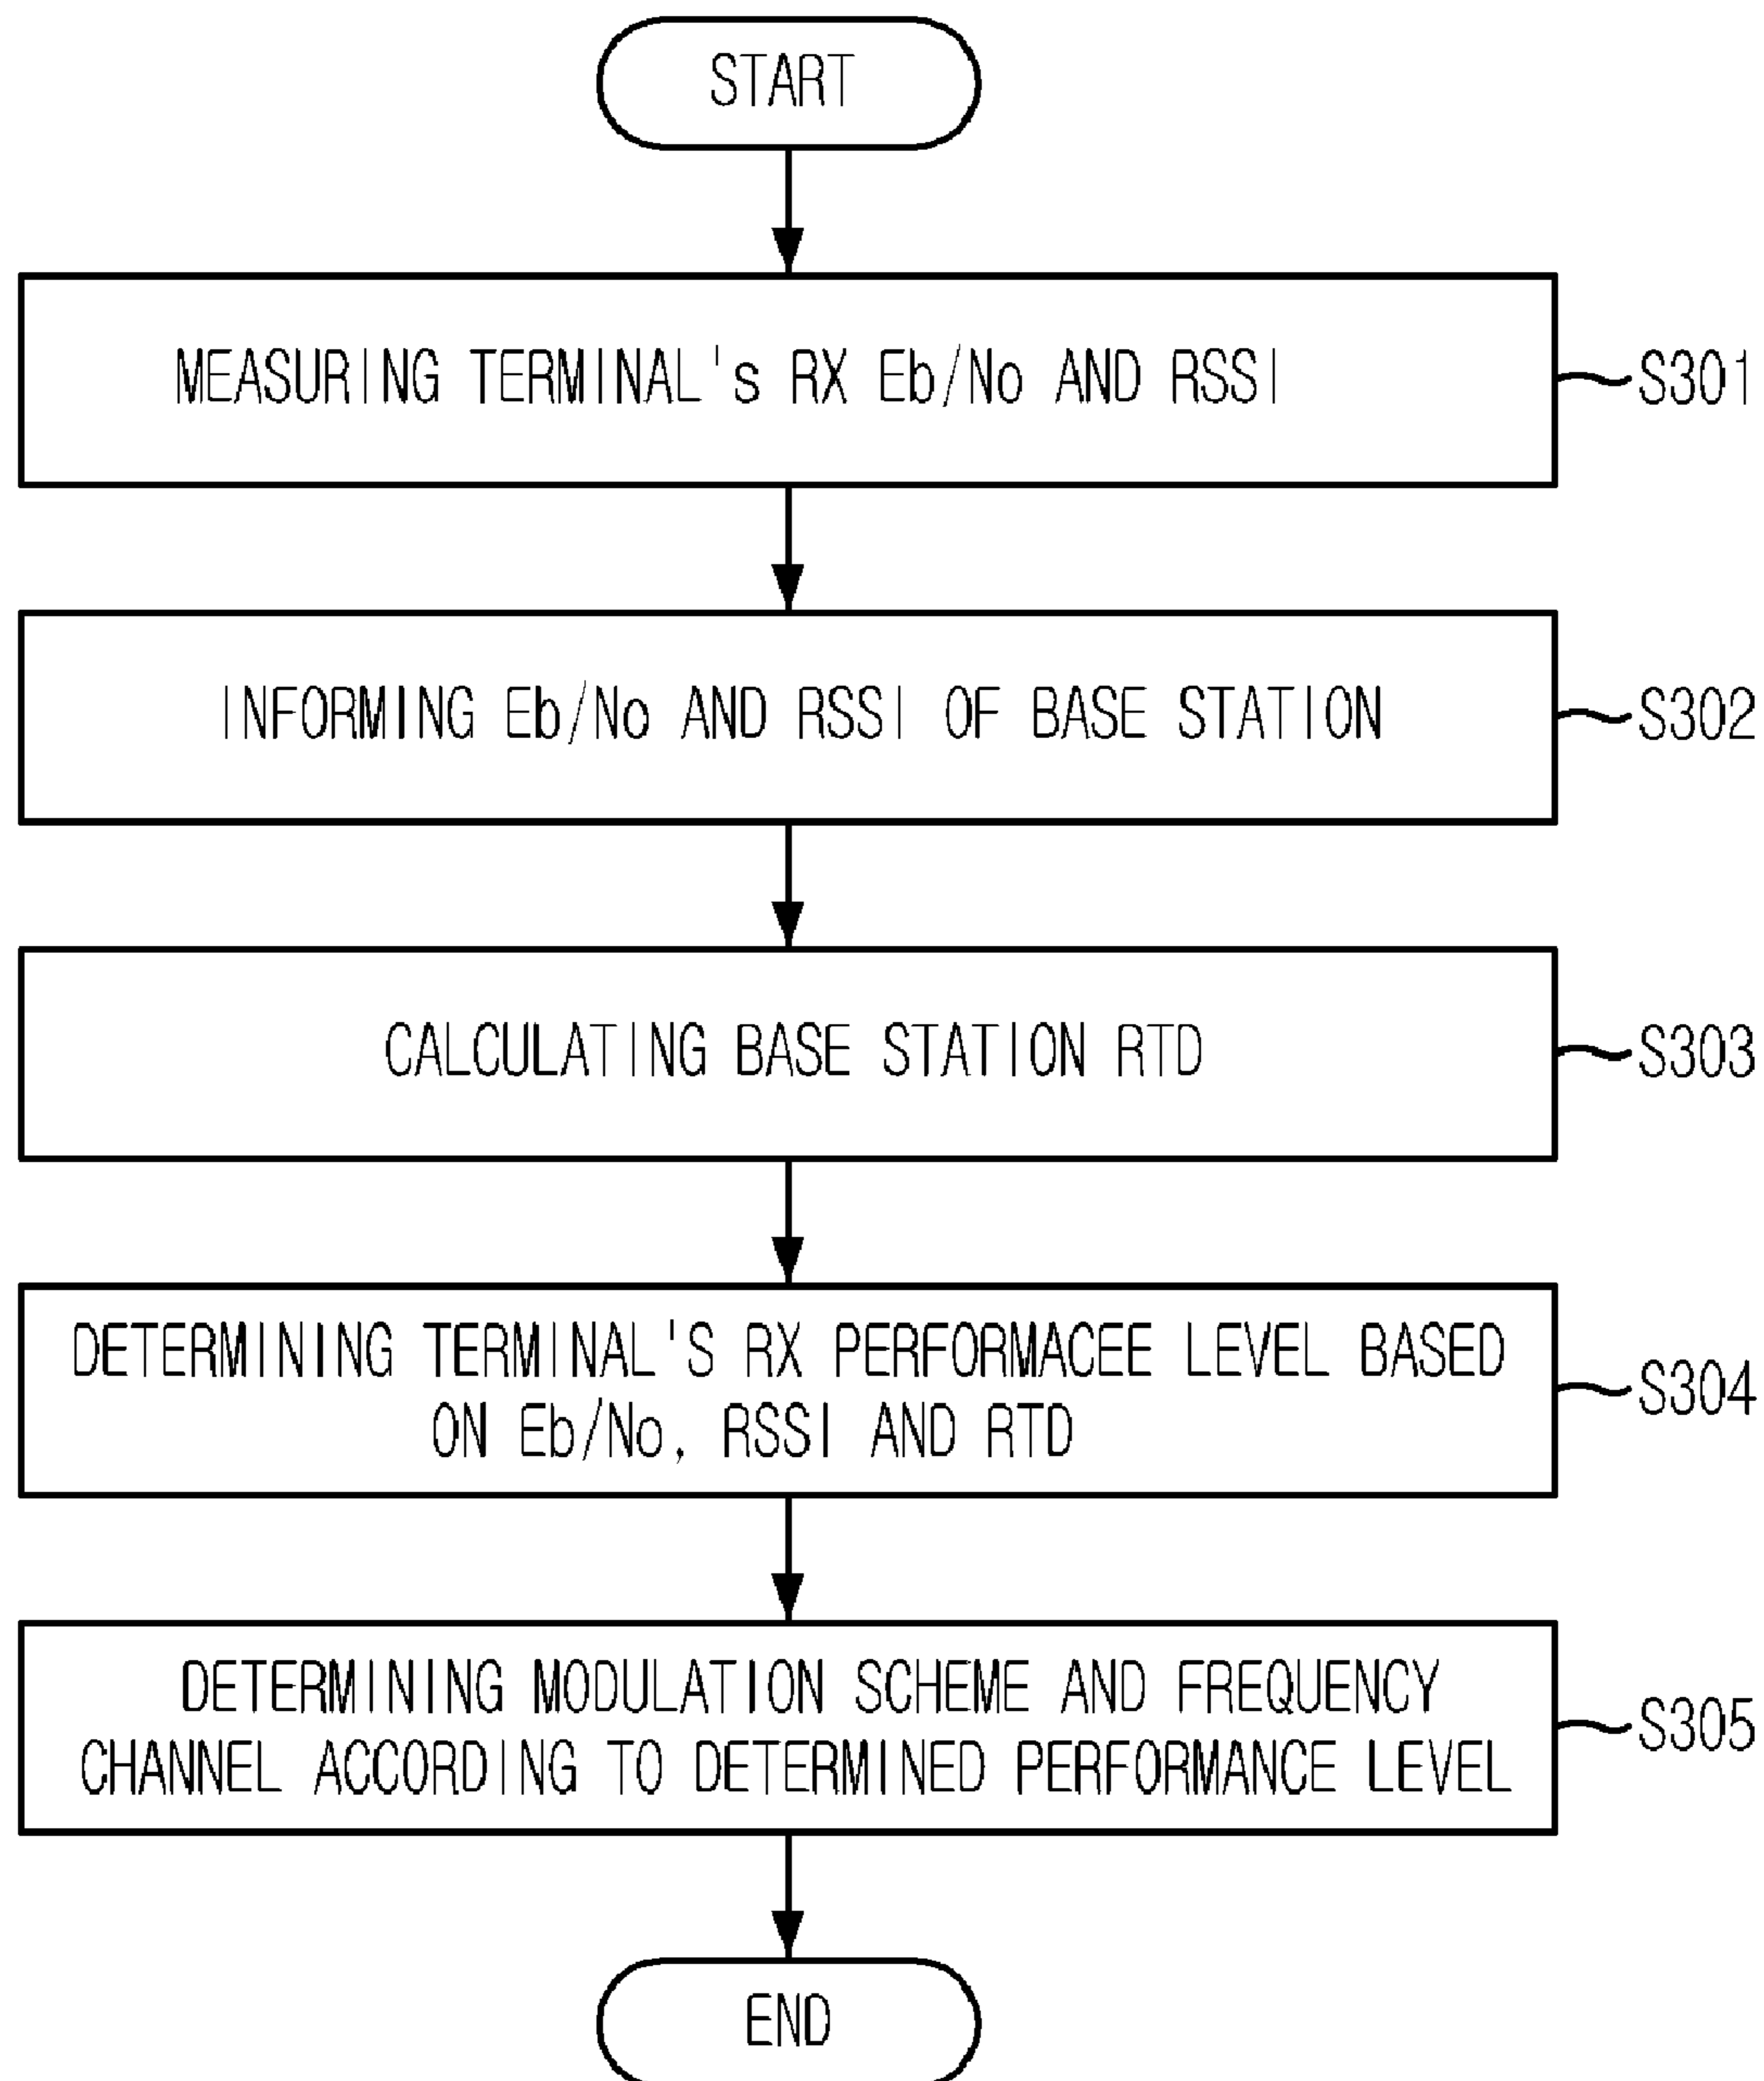 START
MEASURING TERMINAL's RX Eb/No AND RSSI
S301
INFORMING Eb/No AND RSSI OF BASE STATION
S302
CALCULATING BASE STATION RTD
S303
DETERMINING TERMINAL'S RX PERFORMACEE LEVEL BASED
ON Eb/No, RSSI AND RTD
S304
DETERMINING MODULATION SCHEME AND FREQUENCY
CHANNEL ACCORDING TO DETERMINED PERFORMANCE LEVEL
S305
END